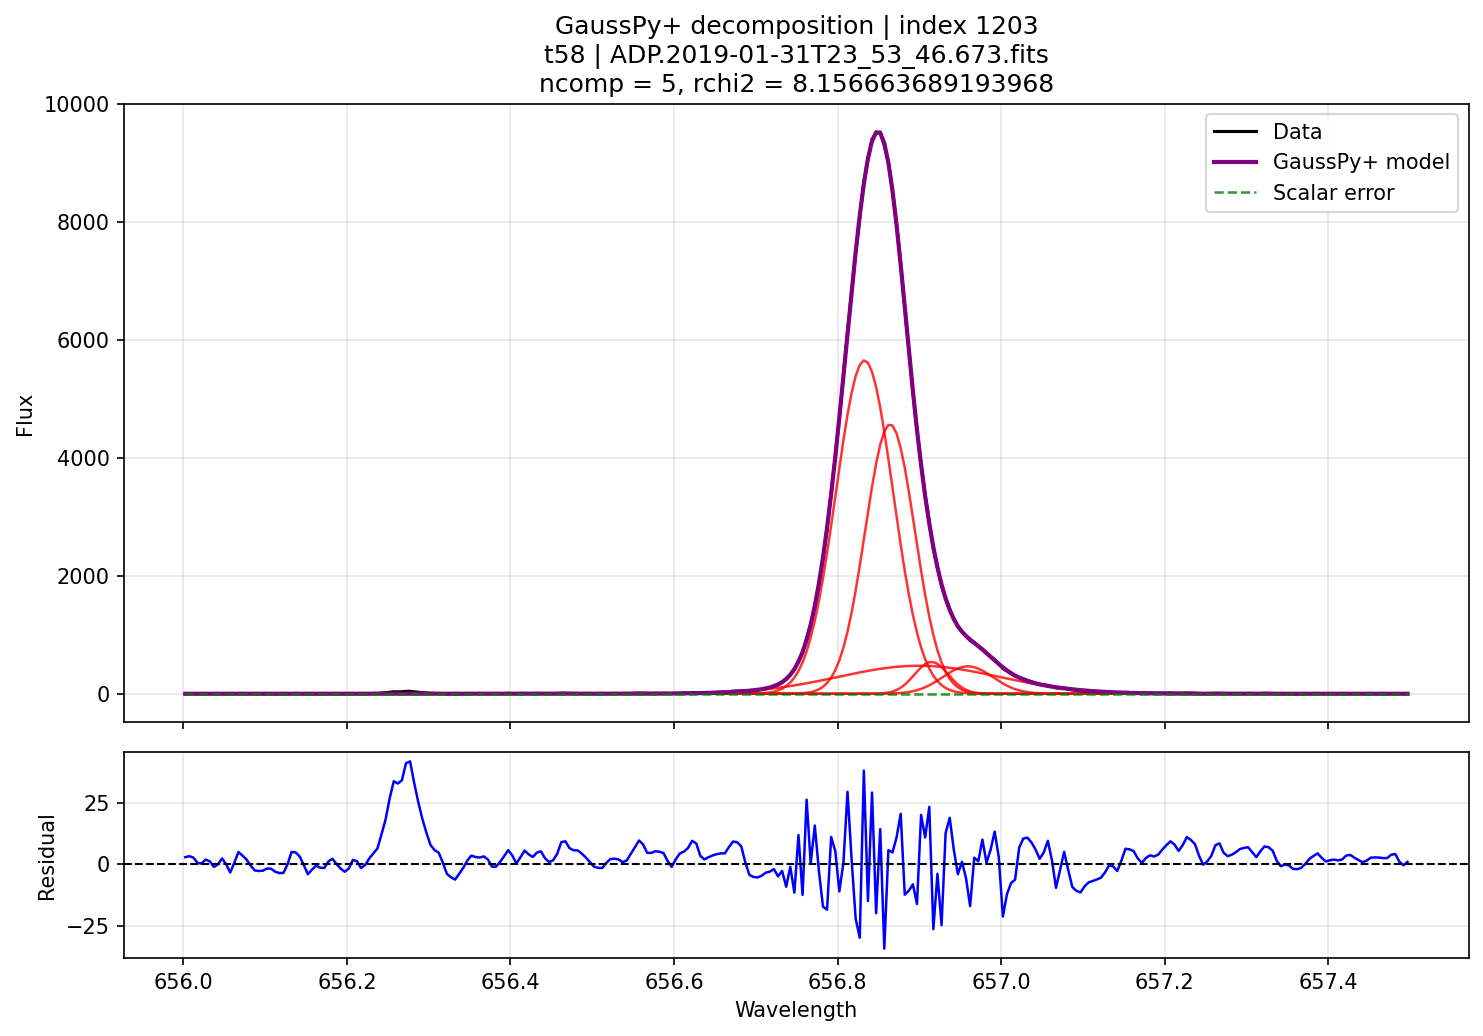 GaussPy+ decomposition | index 1203
t58 | ADP.2019-01-31T23_53_46.673.fits
ncomp = 5, rchi2 = 8.156663689193968
10000
8000
6000
4000
2000
0
Flux
Data
GaussPy+ model
Scalar error
25
0
−25
Residual
656.0 656.2 656.4 656.6 656.8 657.0 657.2 657.4
Wavelength